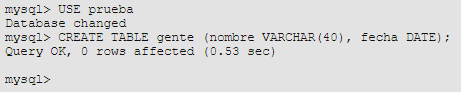 mysql> USE prueba
Database changed
mysql> CREATE TABLE gente (nombre VARCHAR(40), fecha DATE);
Query OK, 0 rows affected (0.53 sec)
mysql>